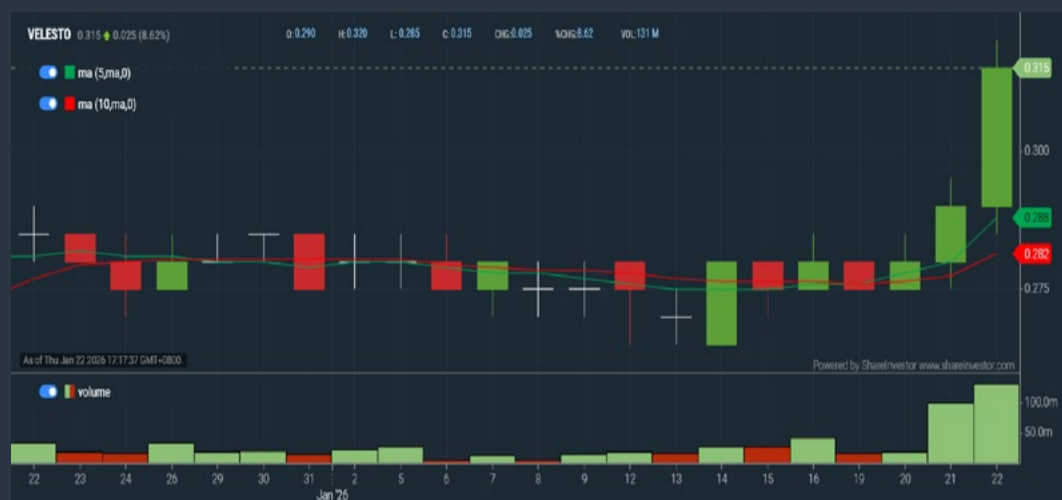 VELESTO 0.315 0.025 (8.62%) O: 0.290 H: 0.320 L: 0.285 C: 0.315 CHG:0.025 %CHG:8.62 VOL:131 M
ma (5,ma,0)
ma (10,ma,0)
0.315
0.300
0.288
0.282
0.275
As of Thu Jan 22 2026 17:17:37 GMT+0800
Powered by ShareInvestor www.shareinvestor.com
volume
100.0m
50.0m
22 23 24 26 29 30 31 2 5 6 7 8 9 12 13 14 15 16 19 20 21 22
Jan '26